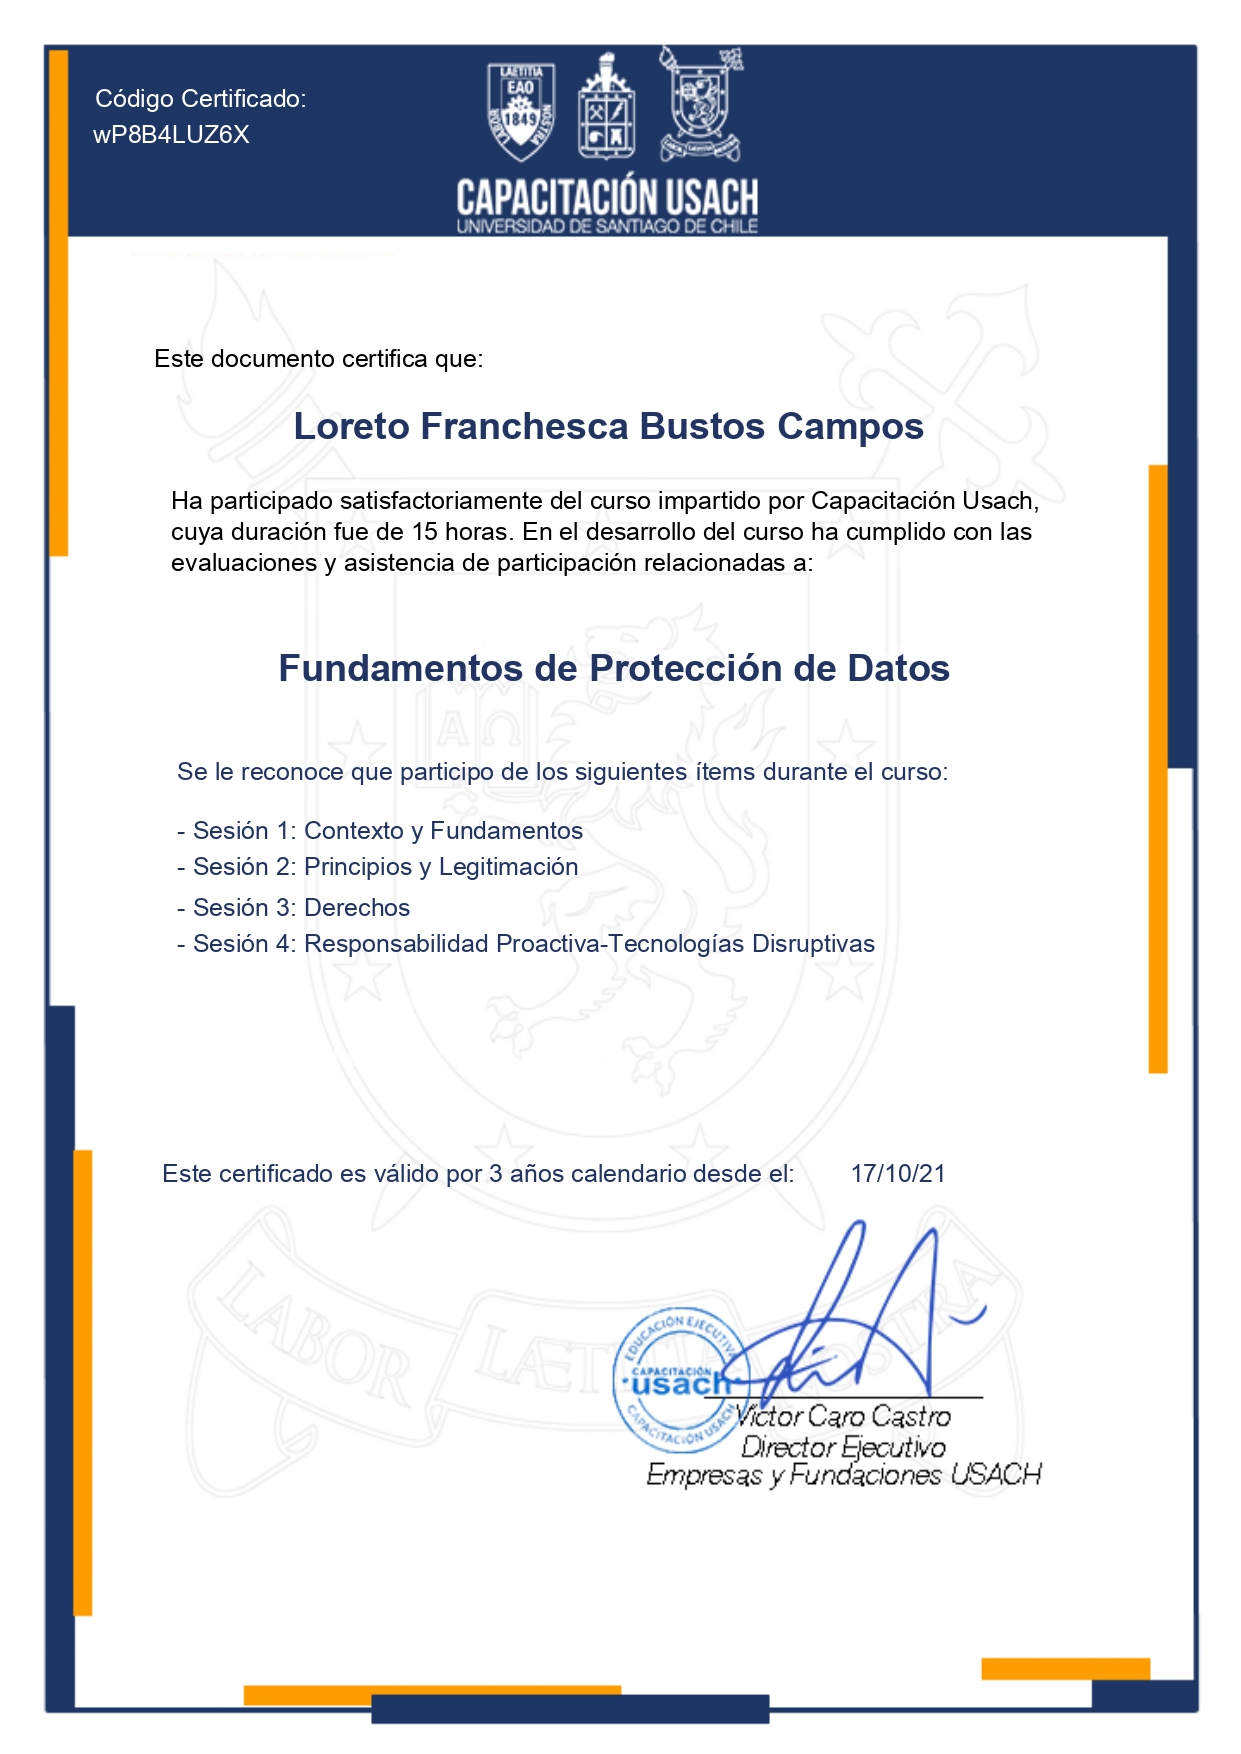 Código Certificado:
wP8B4LUZ6X
LAETITIA
EAO
1849
LABOR
NOSTRA
CAPACITACIÓN USACH
UNIVERSIDAD DE SANTIAGO DE CHILE
Este documento certifica que:
Loreto Franchesca Bustos Campos
Ha participado satisfactoriamente del curso impartido por Capacitación Usach,
cuya duración fue de 15 horas. En el desarrollo del curso ha cumplido con las
evaluaciones y asistencia de participación relacionadas a:
Fundamentos de Protección de Datos
Α Ω
Se le reconoce que participo de los siguientes ítems durante el curso:
- Sesión 1: Contexto y Fundamentos
- Sesión 2: Principios y Legitimación
- Sesión 3: Derechos
- Sesión 4: Responsabilidad Proactiva-Tecnologías Disruptivas
Este certificado es válido por 3 años calendario desde el: 17/10/21
LABOR LÆTITIA NOSTRA
EDUCACIÓN EJECUTIVA
CAPACITACIÓN
usach
CAPACITACIÓN USACH
Víctor Caro Castro
Director Ejecutivo
Empresas y Fundaciones USACH